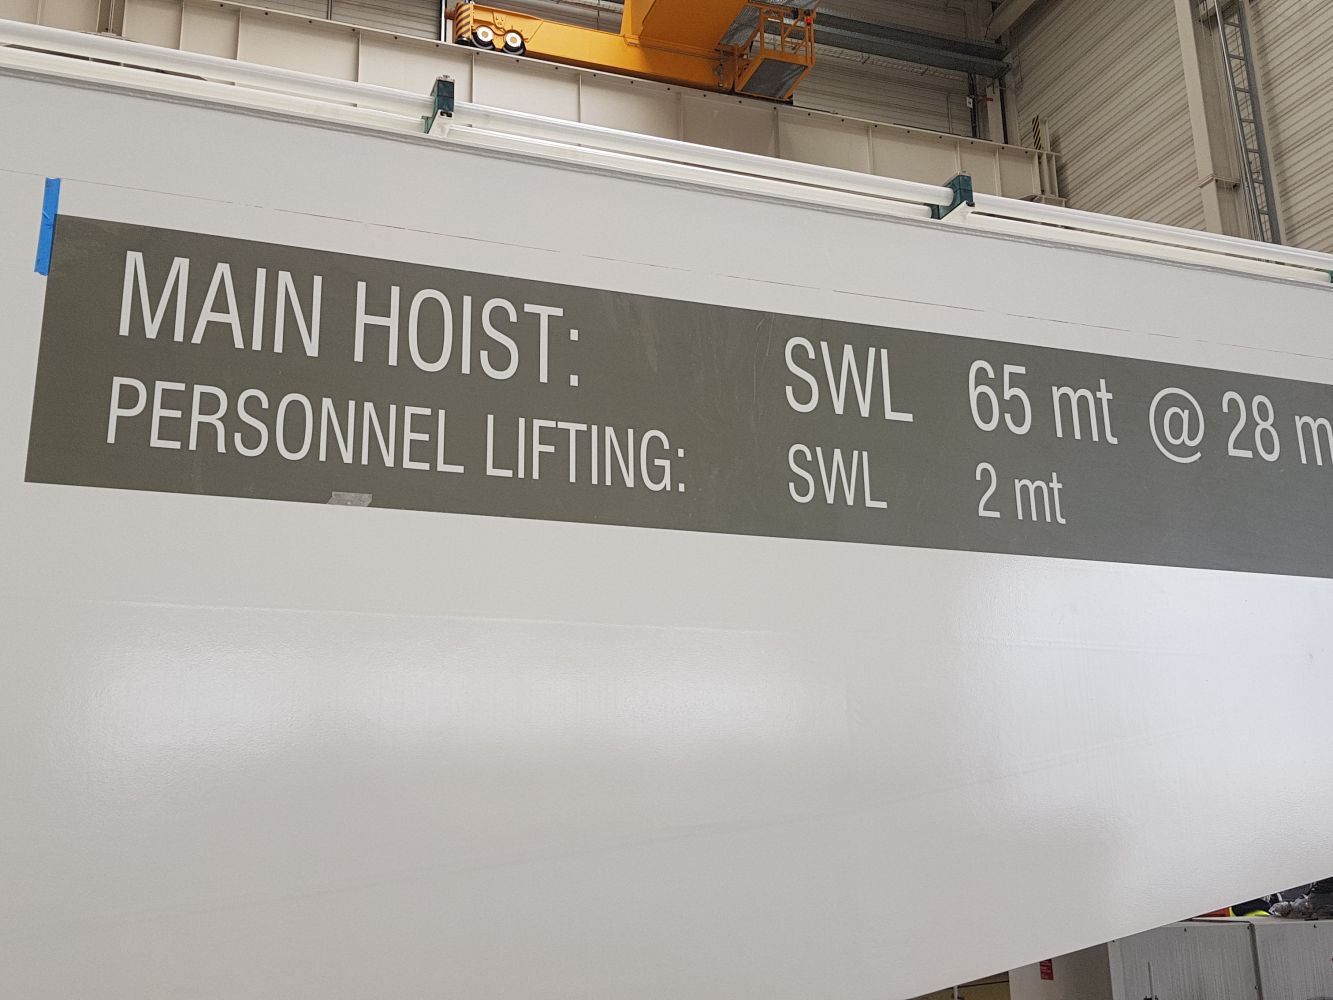 MAIN HOIST: SWL 65 mt @ 28 m
PERSONNEL LIFTING: SWL 2 mt